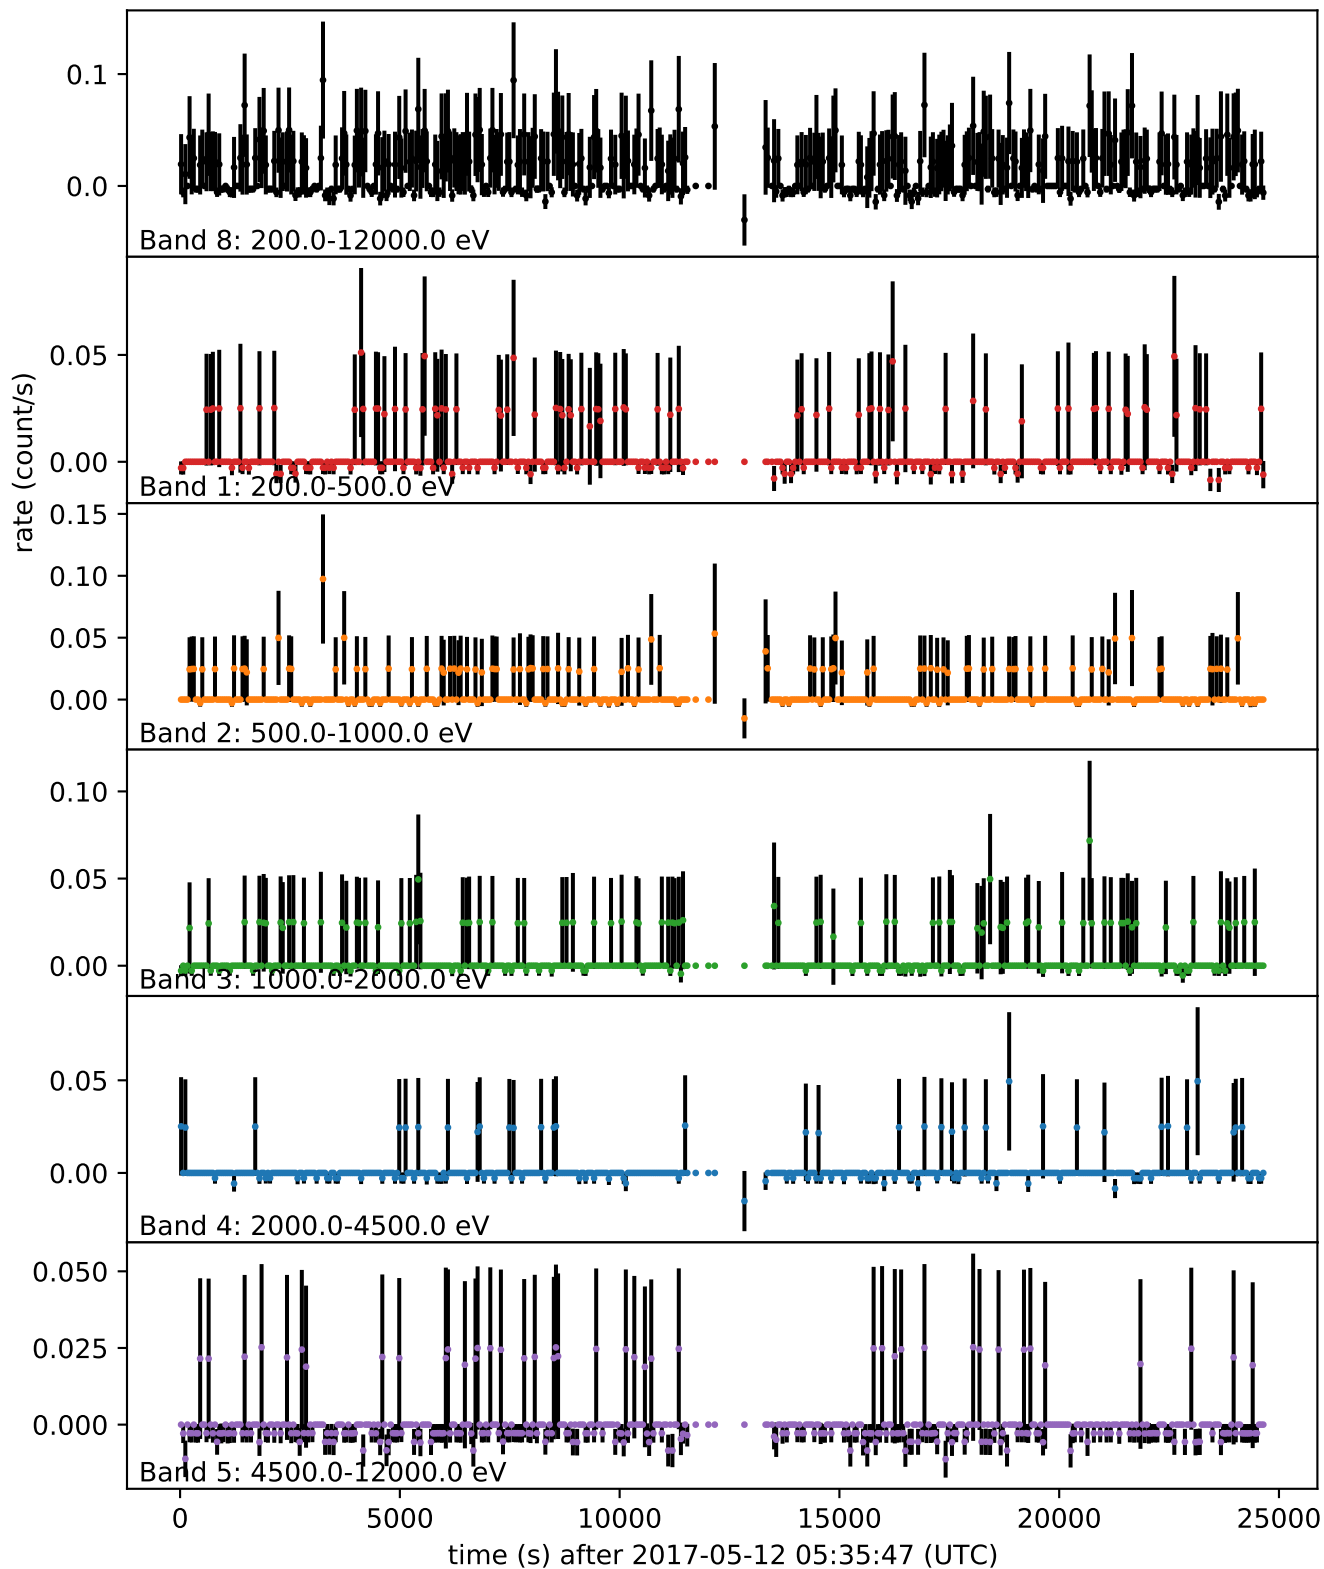 0.1
0.0
Band 8: 200.0-12000.0 eV
0.05
0.00
Band 1: 200.0-500.0 eV
rate (count/s)
0.15
0.10
0.05
0.00
Band 2: 500.0-1000.0 eV
0.10
0.05
0.00
Band 3: 1000.0-2000.0 eV
0.05
0.00
Band 4: 2000.0-4500.0 eV
0.050
0.025
0.000
Band 5: 4500.0-12000.0 eV
0 5000 10000 15000 20000 25000
time (s) after 2017-05-12 05:35:47 (UTC)